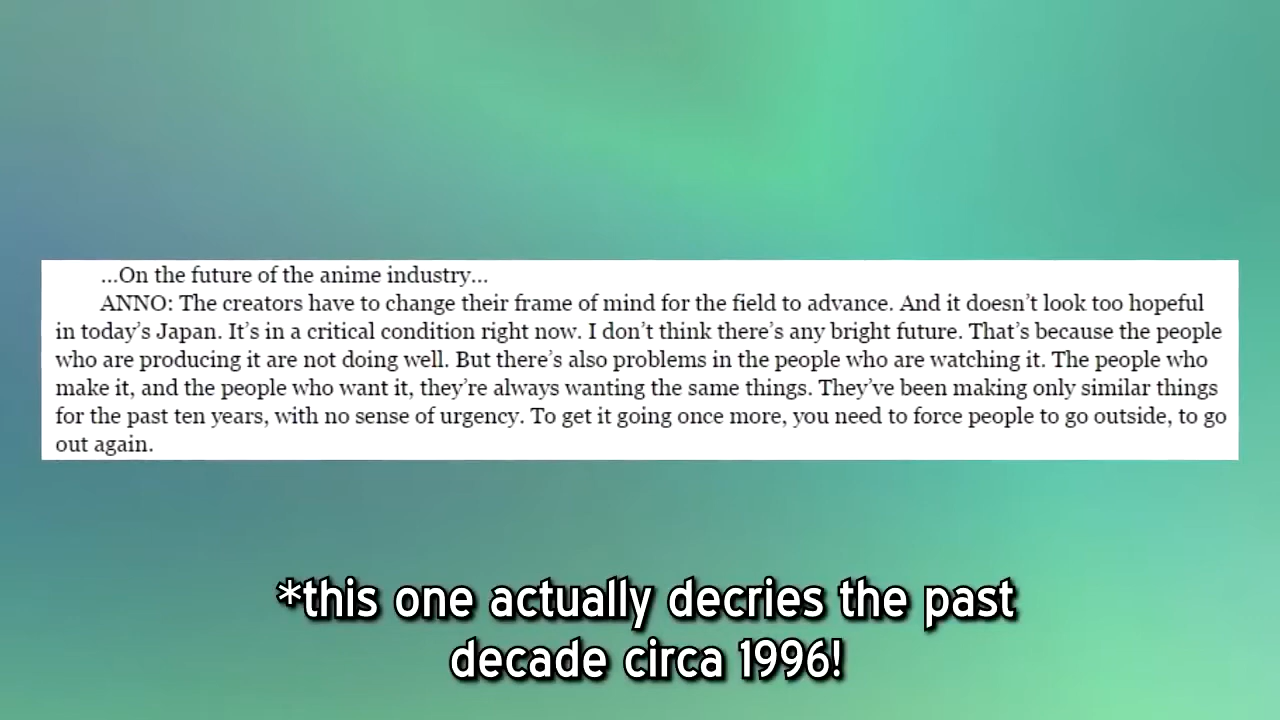 ...On the future of the anime industry...
ANNO: The creators have to change their frame of mind for the field to advance. And it doesn't look too hopeful
in today's Japan. It's in a critical condition right now. I don't think there's any bright future. That's because the people
who are producing it are not doing well. But there's also problems in the people who are watching it. The people who
make it, and the people who want it, they're always wanting the same things. They've been making only similar things
for the past ten years, with no sense of urgency. To get it going once more, you need to force people to go outside, to go
out again.
*this one actually decries the past
decade circa 1996!